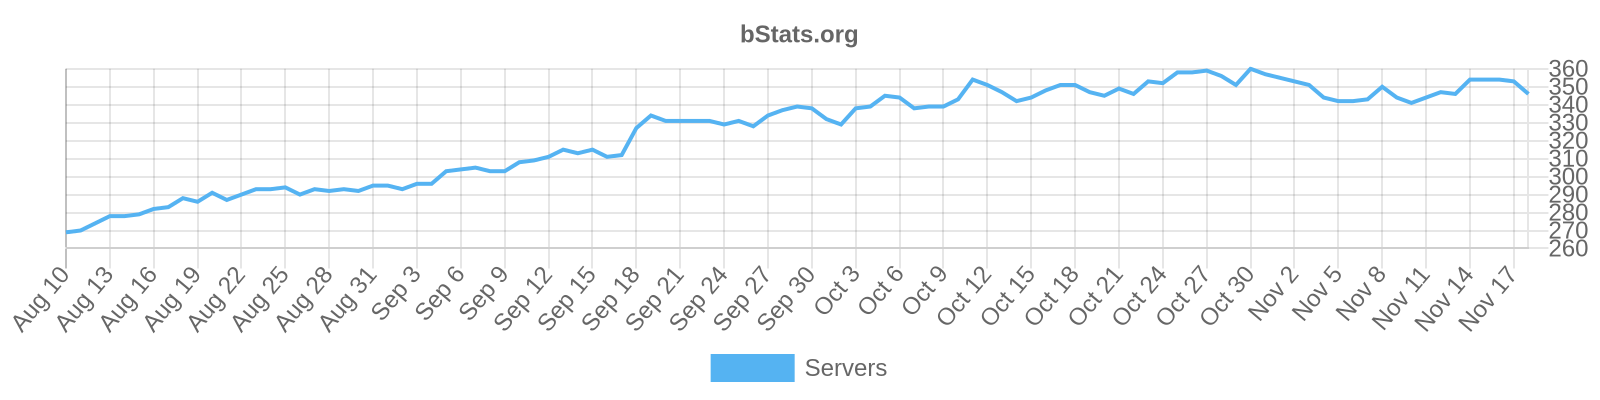 bStats.org
360
350
340
330
320
310
300
290
280
270
260
Aug 10
Aug 13
Aug 16
Aug 19
Aug 22
Aug 25
Aug 28
Aug 31
Sep 3
Sep 6
Sep 9
Sep 12
Sep 15
Sep 18
Sep 21
Sep 24
Sep 27
Sep 30
Oct 3
Oct 6
Oct 9
Oct 12
Oct 15
Oct 18
Oct 21
Oct 24
Oct 27
Oct 30
Nov 2
Nov 5
Nov 8
Nov 11
Nov 14
Nov 17
Servers